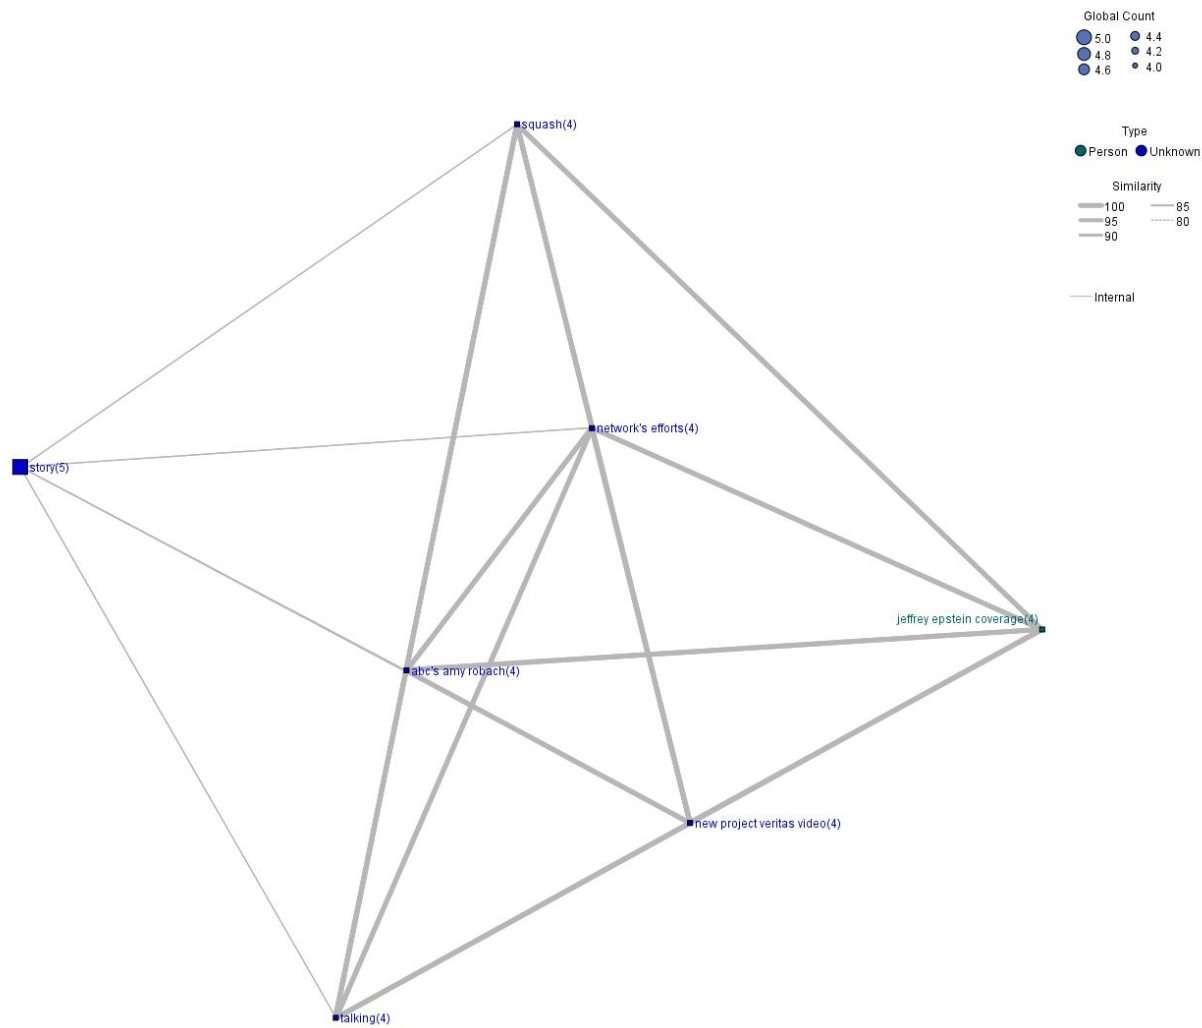 Global Count
5.0 4.4
4.8 4.2
4.6 4.0
squash(4)
Type
Person Unknown
Similarity
100 85
95 80
90
Internal
network's efforts(4)
story(5)
jeffrey epstein coverage(4)
abc's amy robach(4)
new project veritas video(4)
talking(4)